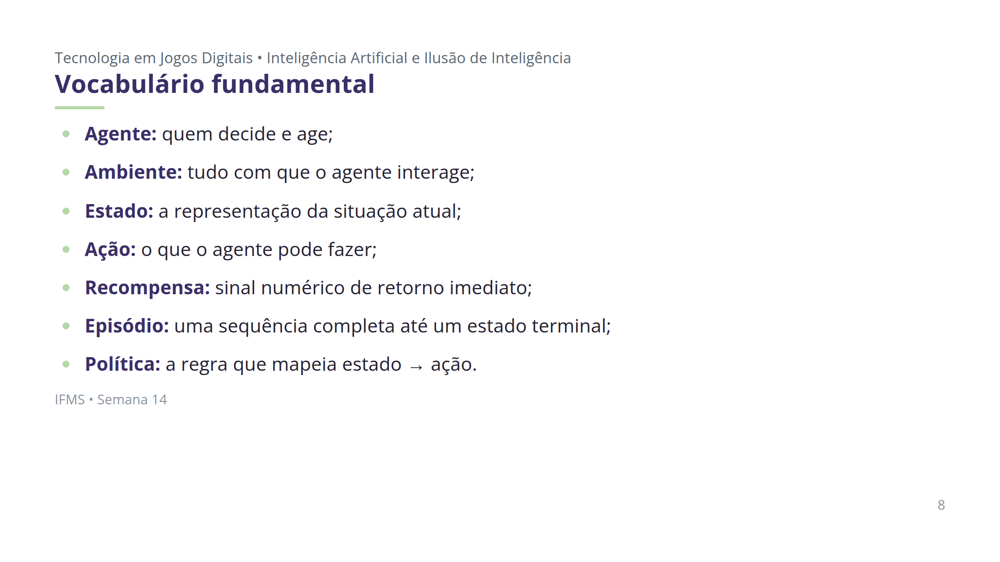 Tecnologia em Jogos Digitais • Inteligência Artificial e Ilusão de Inteligência
Vocabulário fundamental
• Agente: quem decide e age;
• Ambiente: tudo com que o agente interage;
• Estado: a representação da situação atual;
• Ação: o que o agente pode fazer;
• Recompensa: sinal numérico de retorno imediato;
• Episódio: uma sequência completa até um estado terminal;
• Política: a regra que mapeia estado → ação.
IFMS • Semana 14
8